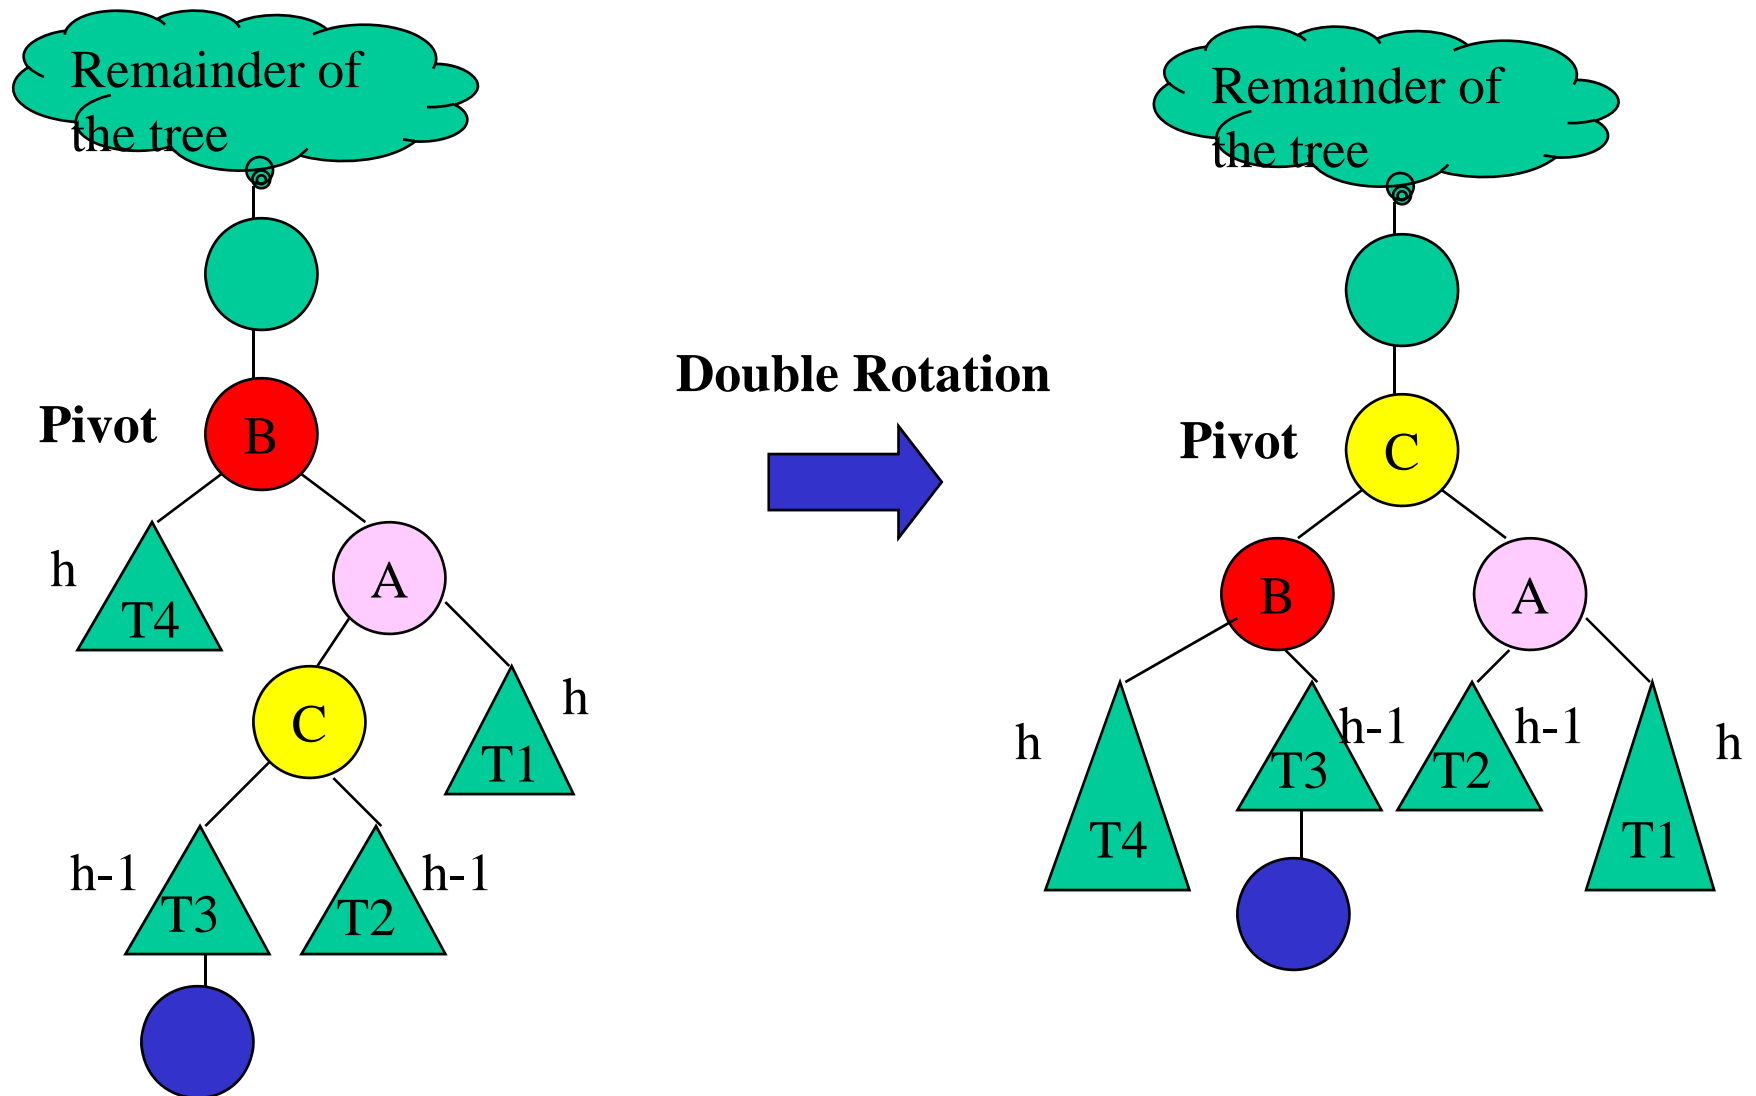 Remainder of
the tree
Pivot
B
h
T4
A
C
h
T1
h-1
T3
T2
h-1
Double Rotation
Remainder of
the tree
Pivot
C
B
A
h
T4
T3
h-1
T2
h-1
T1
h